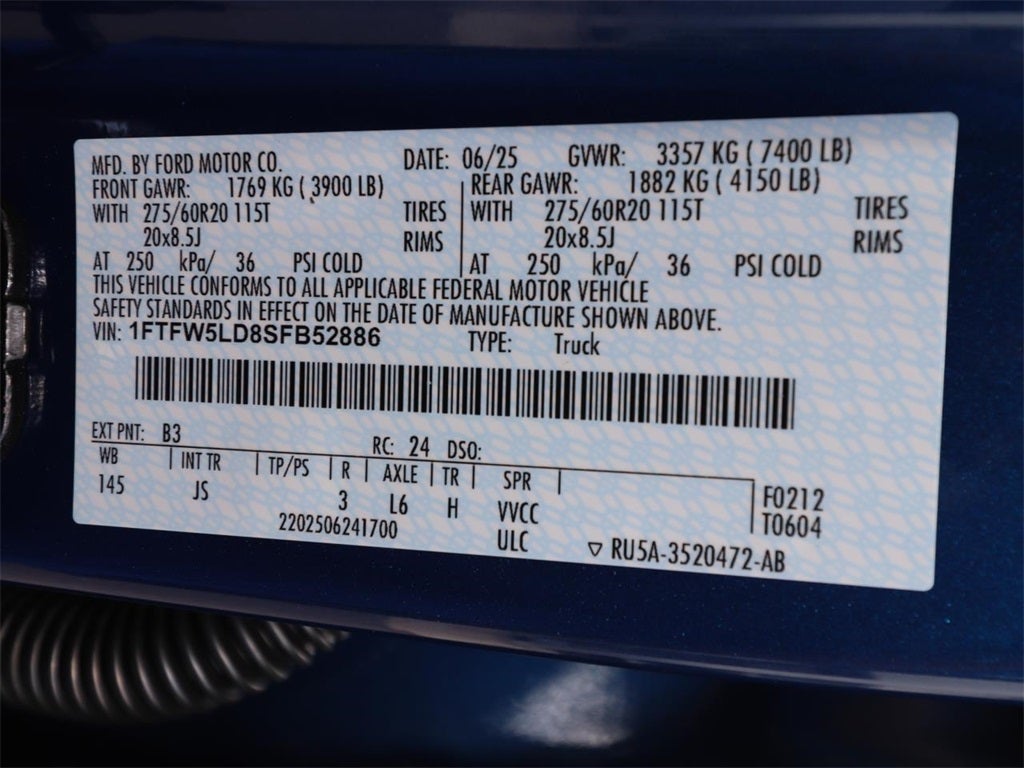 MFD. BY FORD MOTOR CO. DATE: 06/25 GVWR: 3357 KG ( 7400 LB)
FRONT GAWR: 1769 KG ( 3900 LB) REAR GAWR: 1882 KG ( 4150 LB)
WITH 275/60R20 115T TIRES WITH 275/60R20 115T TIRES
20x8.5J RIMS 20x8.5J RIMS
AT 250 kPa/ 36 PSI COLD AT 250 kPa/ 36 PSI COLD
THIS VEHICLE CONFORMS TO ALL APPLICABLE FEDERAL MOTOR VEHICLE
SAFETY STANDARDS IN EFFECT ON THE DATE OF MANUFACTURE SHOWN ABOVE.
VIN: 1FTFW5LD8SFB52886 TYPE: Truck
EXT PNT: B3 RC: 24 DSO:
WB INT TR TP/PS R AXLE TR SPR
145 JS 3 L6 H VVCC F0212
2202506241700 ULC T0604
RU5A-3520472-AB